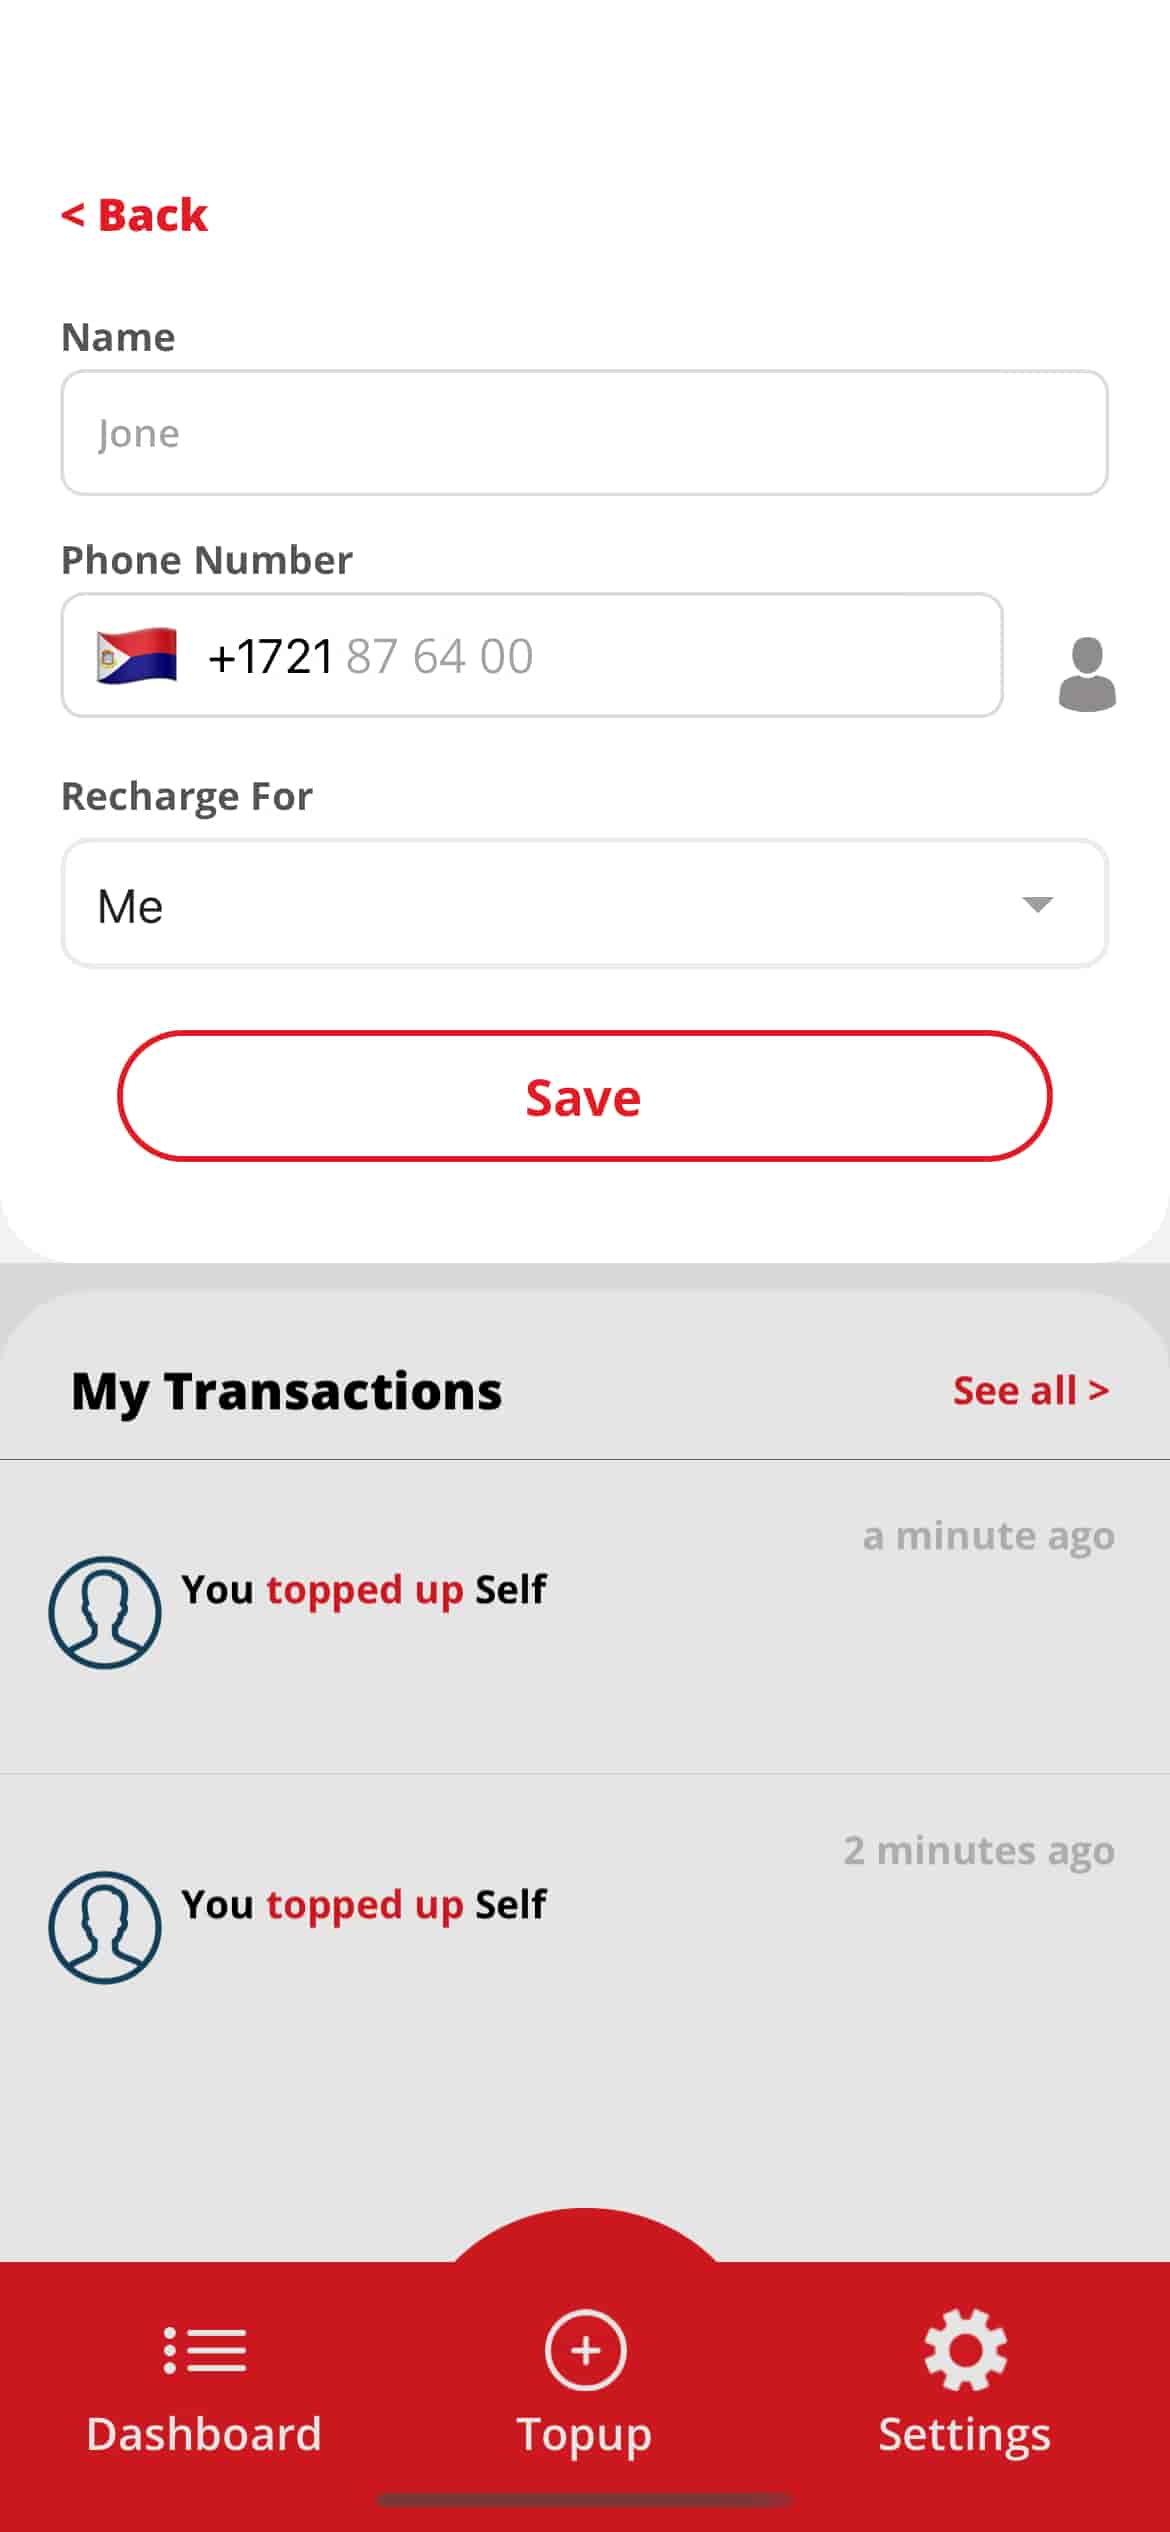 < Back
Name
Jone
Phone Number
+1721 87 64 00
Recharge For
Me
Save
My Transactions
See all >
a minute ago
You topped up Self
2 minutes ago
You topped up Self
Dashboard
Topup
Settings